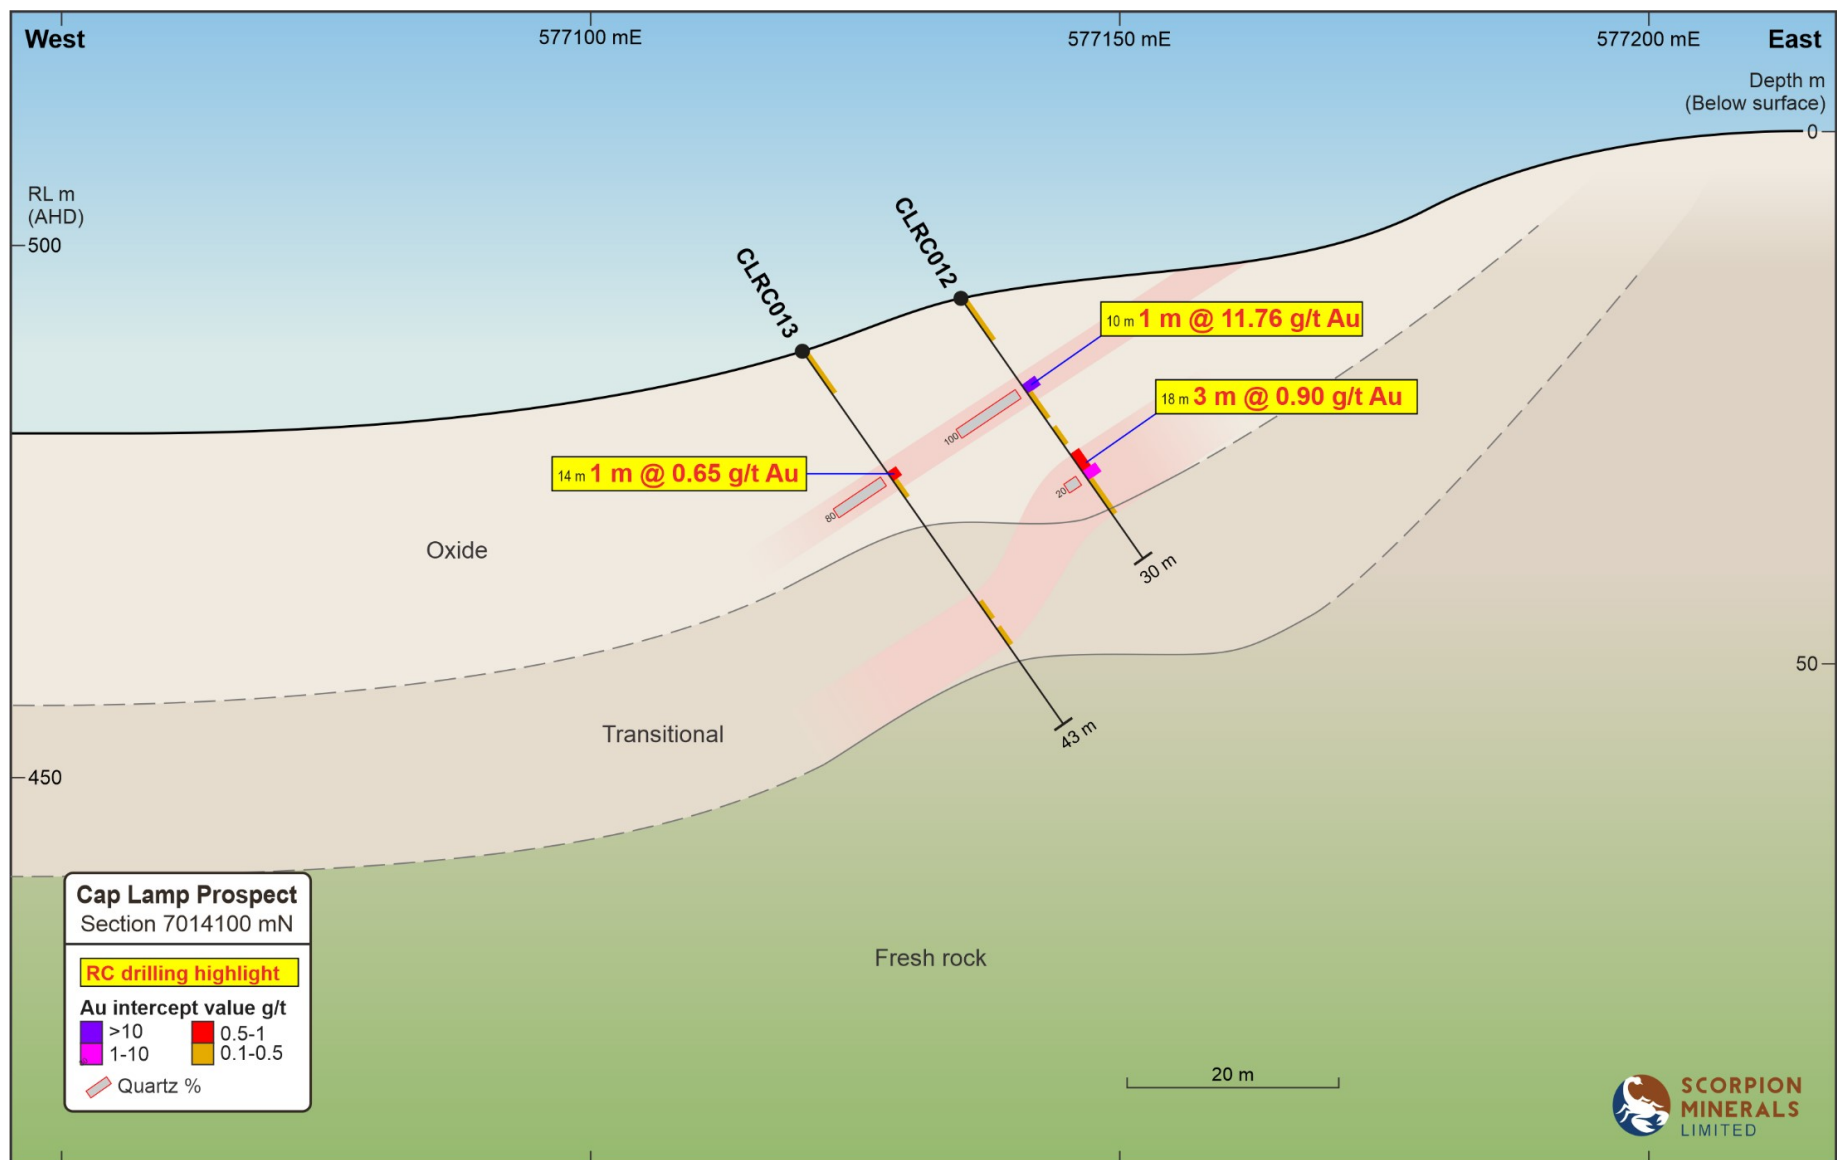 West
577100 mE
577150 mE
577200 mE
East
Depth m
(Below surface)
0
RL m
(AHD)
500
CLRC012
CLRC013
10 m 1 m @ 11.76 g/t Au
18 m 3 m @ 0.90 g/t Au
100
14 m 1 m @ 0.65 g/t Au
20
80
Oxide
30 m
50
Transitional
43 m
450
Cap Lamp Prospect
Section 7014100 mN
Fresh rock
RC drilling highlight
Au intercept value g/t
>10
0.5-1
1-10
0.1-0.5
Quartz %
20 m
SCORPION
MINERALS
LIMITED